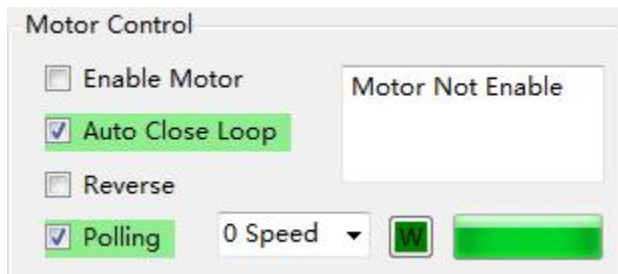 Motor Control
Enable Motor
Motor Not Enable
Auto Close Loop
Reverse
Polling
0 Speed
W